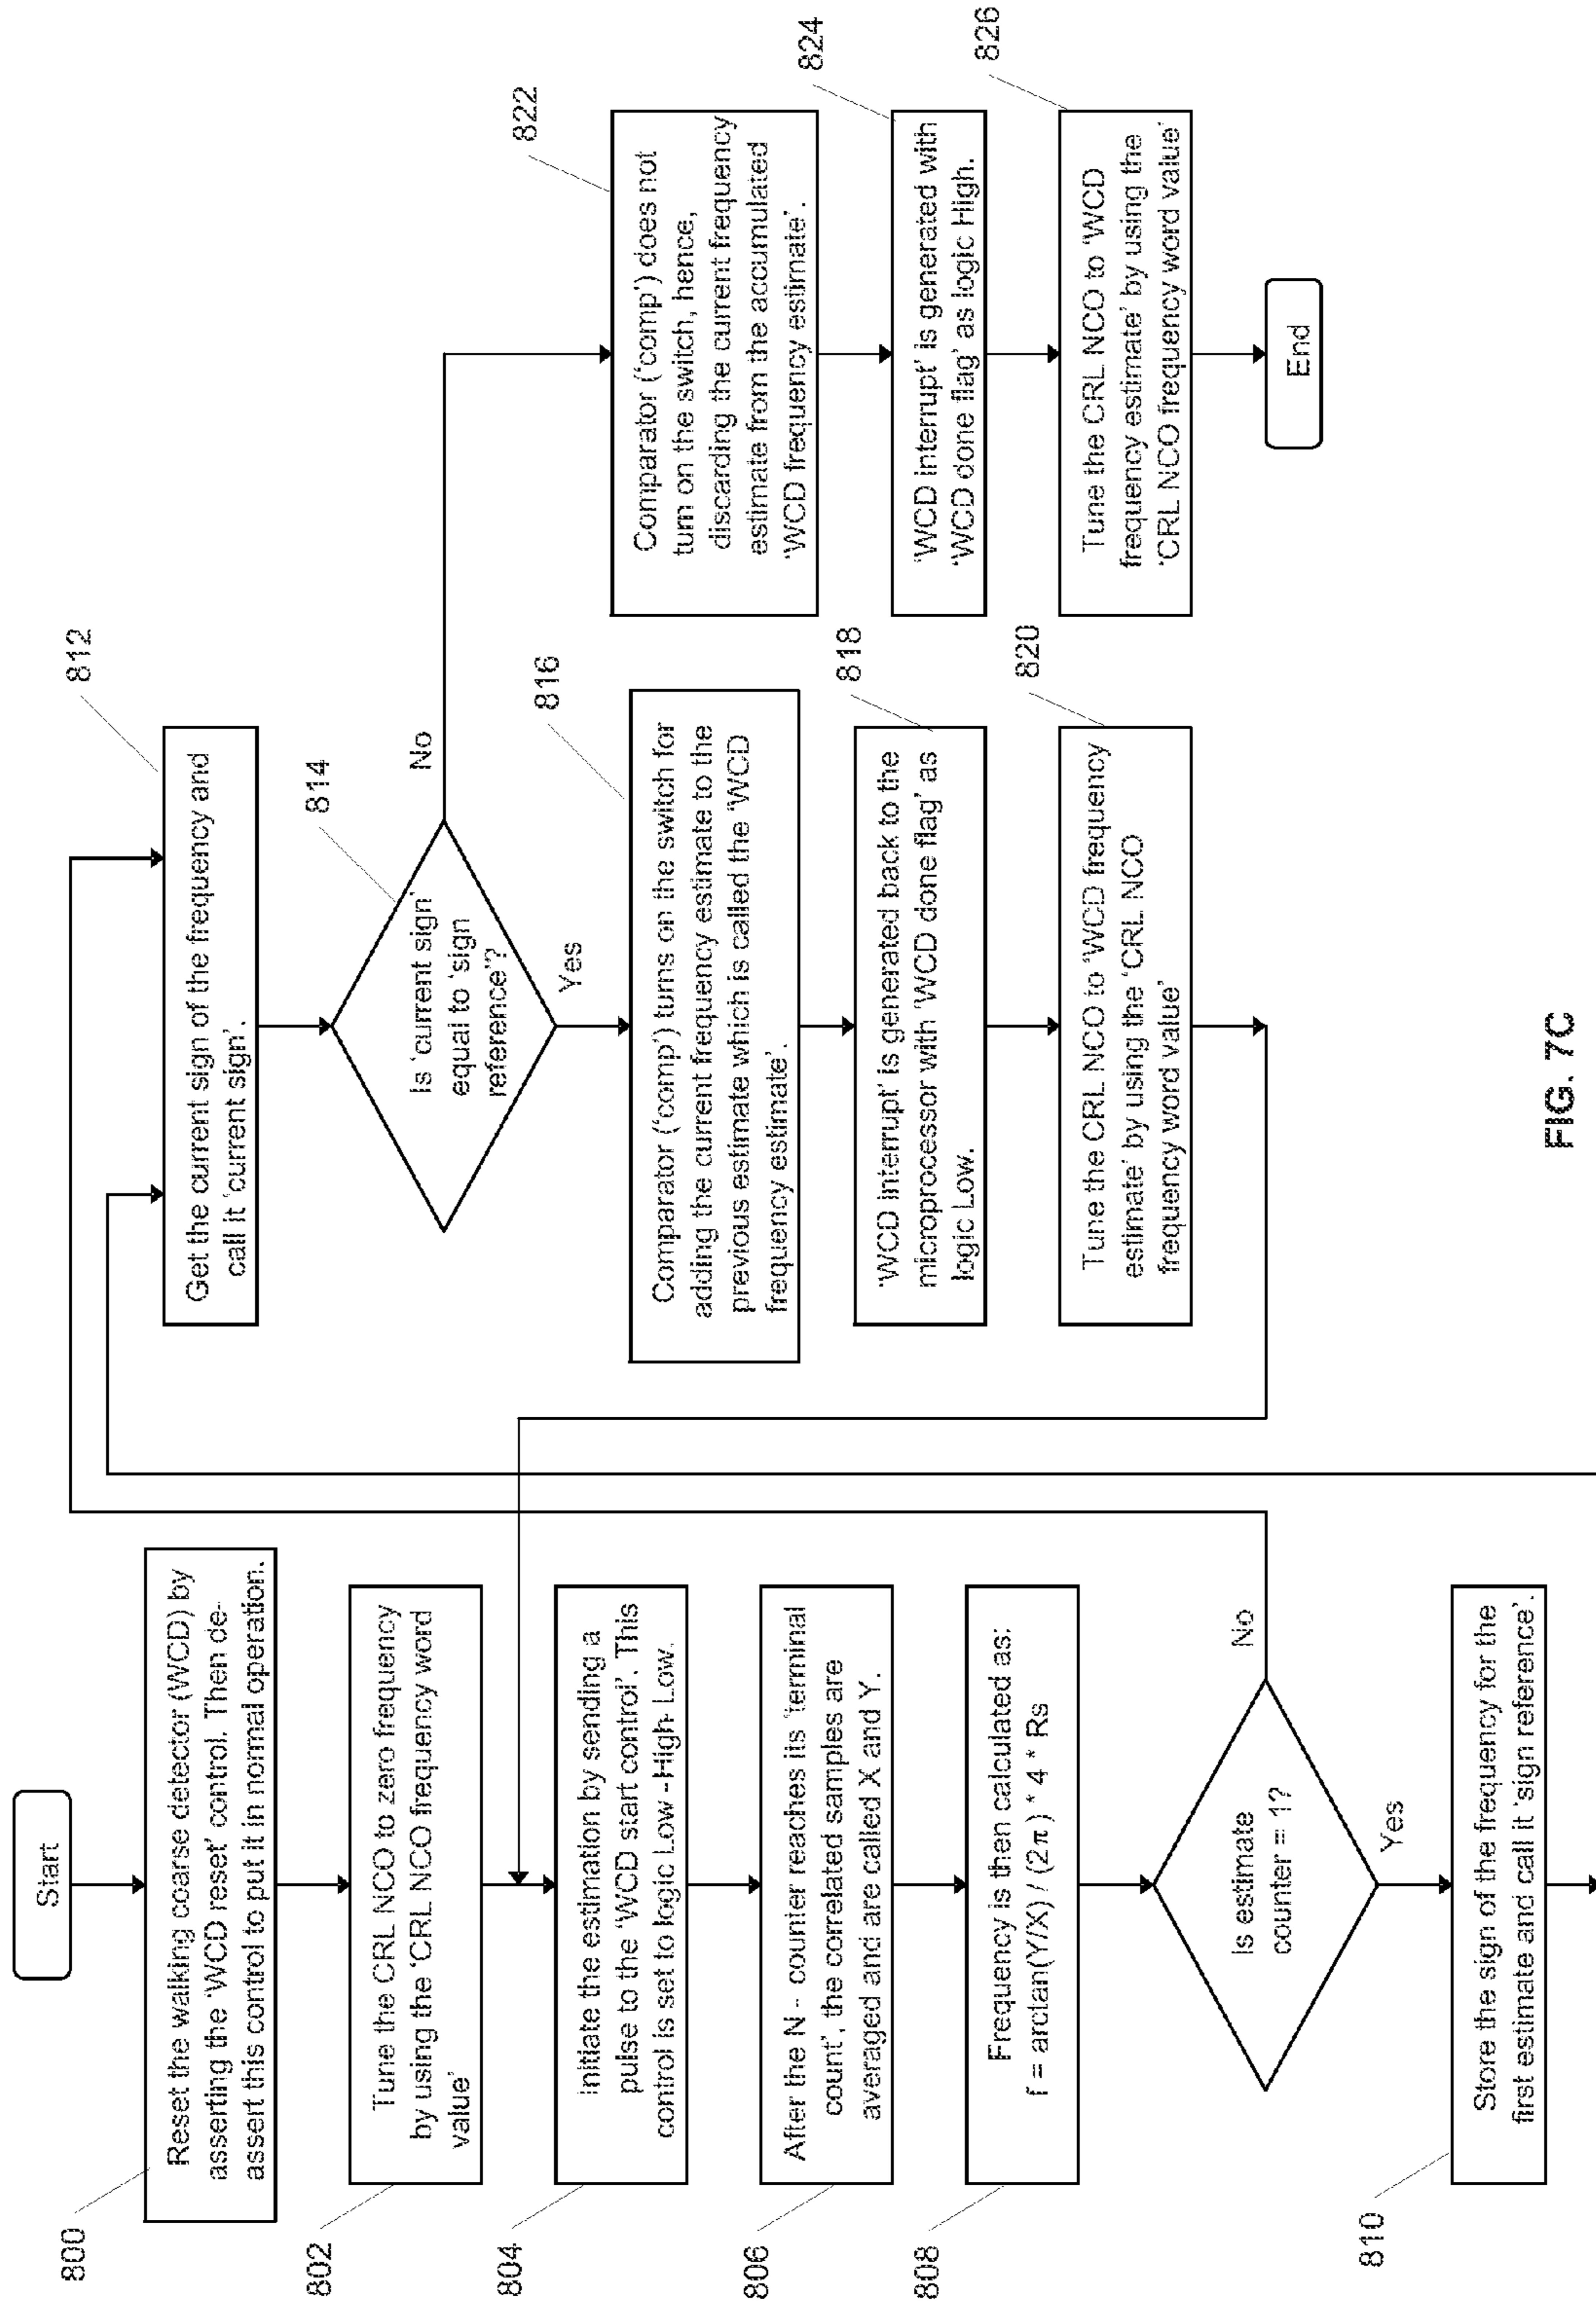 Start
800
Reset the walking coarse detector (WCD) by
asserting the 'WCD reset' control. Then de-
assert this control to put it in normal operation.
802
Tune the CRL NCO to zero frequency
by using the 'CRL NCO frequency word
value'
804
Initiate the estimation by sending a
pulse to the 'WCD start control'. This
control is set to logic Low -High -Low.
806
After the N - counter reaches its 'terminal
count', the correlated samples are
averaged and are called X and Y.
808
Frequency is then calculated as:
f = arctan(Y/X) / (2π) * 4 * Rs
Is estimate
counter = 1?
No
Yes
810
Store the sign of the frequency for the
first estimate and call it 'sign reference'.
812
Get the current sign of the frequency and
call it 'current sign'.
814
Is 'current sign'
equal to 'sign
reference'?
No
Yes
816
Comparator ('comp') turns on the switch for
adding the current frequency estimate to the
previous estimate which is called the 'WCD
frequency estimate'.
818
'WCD interrupt' is generated back to the
microprocessor with 'WCD done flag' as
logic Low.
820
Tune the CRL NCO to 'WCD frequency
estimate' by using the 'CRL NCO
frequency word value'
822
Comparator ('comp') does not
turn on the switch, hence,
discarding the current frequency
estimate from the accumulated
'WCD frequency estimate'.
824
'WCD interrupt' is generated with
'WCD done flag' as logic High.
826
Tune the CRL NCO to 'WCD
frequency estimate' by using the
'CRL NCO frequency word value'
End
FIG. 7C